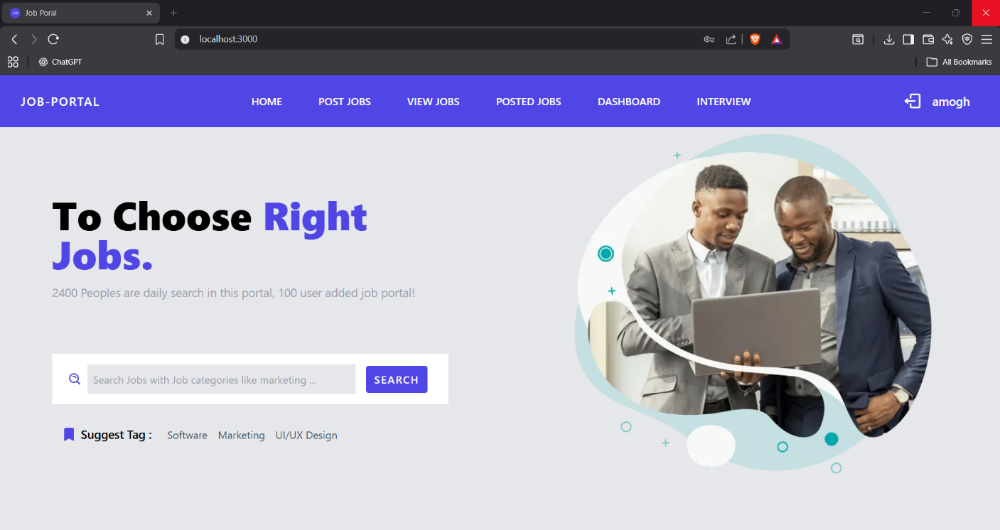 Job Poral
localhost:3000
ChatGPT
All Bookmarks
JOB-PORTAL
HOME
POST JOBS
VIEW JOBS
POSTED JOBS
DASHBOARD
INTERVIEW
amogh
To Choose Right
Jobs.
2400 Peoples are daily search in this portal, 100 user added job portal!
Search Jobs with Job categories like marketing ...
SEARCH
Suggest Tag :
Software
Marketing
UI/UX Design